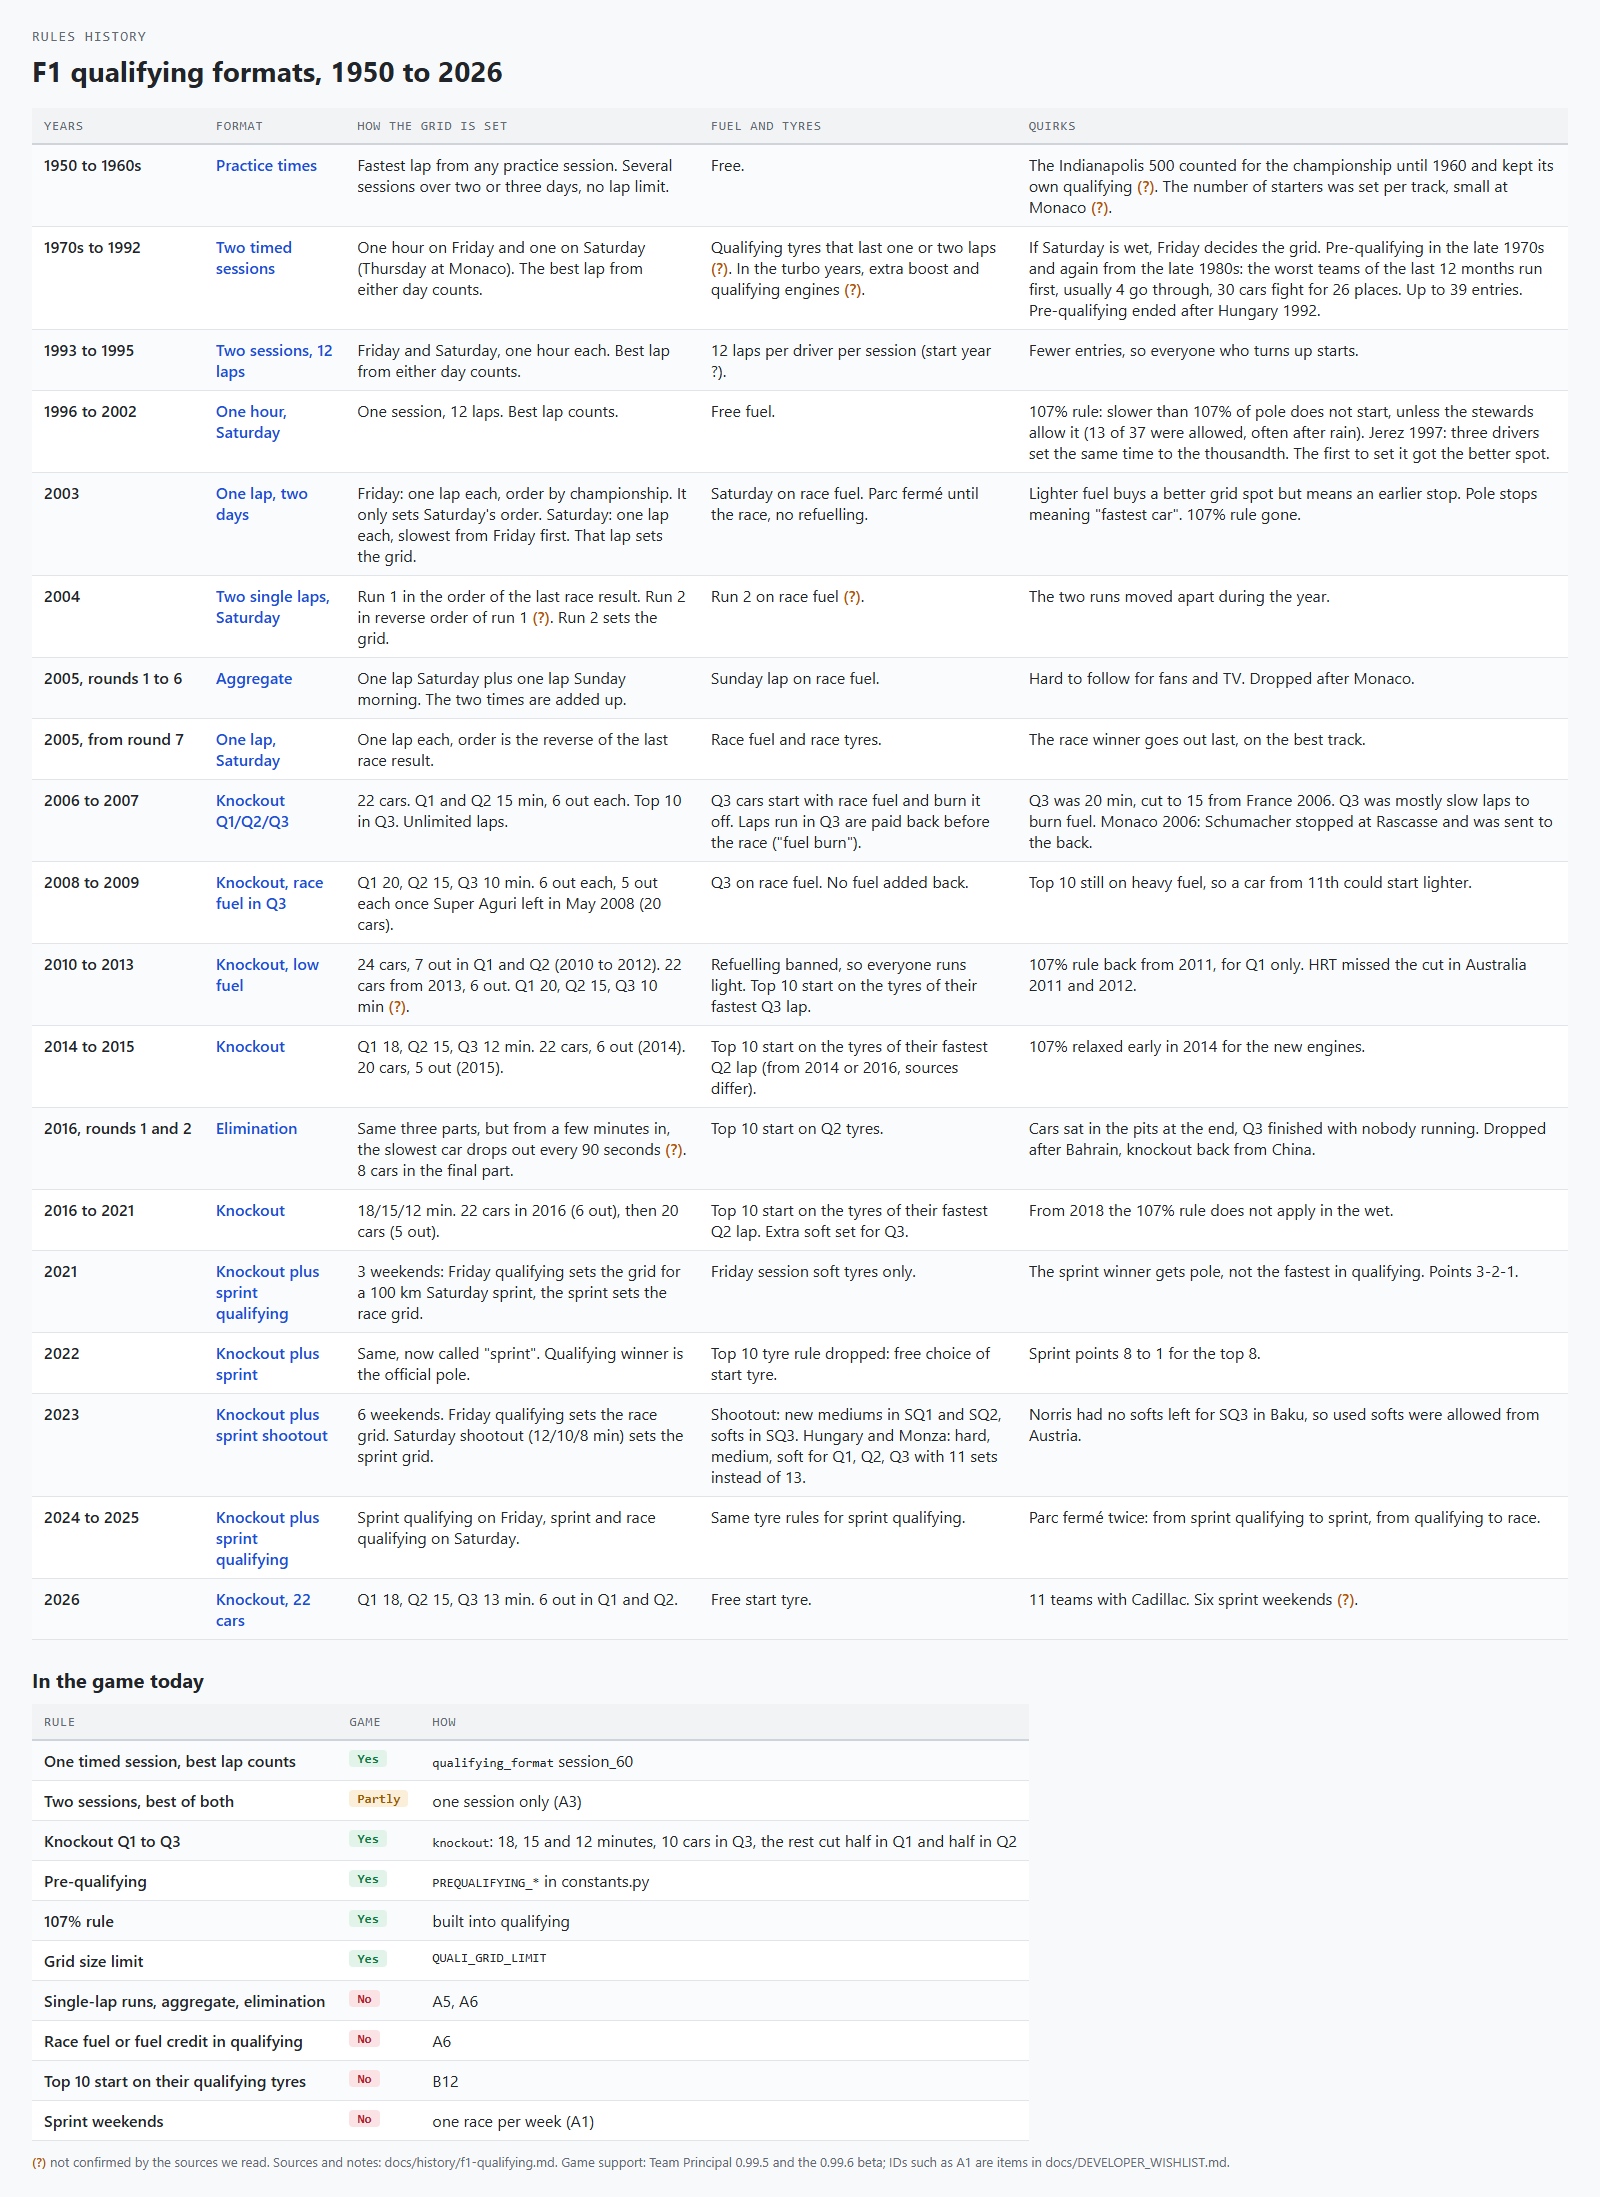 RULES HISTORY
F1 qualifying formats, 1950 to 2026
YEARS FORMAT HOW THE GRID IS SET FUEL AND TYRES QUIRKS
1950 to 1960s
Practice times
Fastest lap from any practice session. Several
sessions over two or three days, no lap limit.
Free.
The Indianapolis 500 counted for the championship until 1960 and kept its
own qualifying (?). The number of starters was set per track, small at
Monaco (?).
1970s to 1992
Two timed
sessions
One hour on Friday and one on Saturday
(Thursday at Monaco). The best lap from
either day counts.
Qualifying tyres that last one or two laps
(?). In the turbo years, extra boost and
qualifying engines (?).
If Saturday is wet, Friday decides the grid. Pre-qualifying in the late 1970s
and again from the late 1980s: the worst teams of the last 12 months run
first, usually 4 go through, 30 cars fight for 26 places. Up to 39 entries.
Pre-qualifying ended after Hungary 1992.
1993 to 1995
Two sessions, 12
laps
Friday and Saturday, one hour each. Best lap
from either day counts.
12 laps per driver per session (start year
?).
Fewer entries, so everyone who turns up starts.
1996 to 2002
One hour,
Saturday
One session, 12 laps. Best lap counts.
Free fuel.
107% rule: slower than 107% of pole does not start, unless the stewards
allow it (13 of 37 were allowed, often after rain). Jerez 1997: three drivers
set the same time to the thousandth. The first to set it got the better spot.
2003
One lap, two
days
Friday: one lap each, order by championship. It
only sets Saturday's order. Saturday: one lap
each, slowest from Friday first. That lap sets
the grid.
Saturday on race fuel. Parc fermé until
the race, no refuelling.
Lighter fuel buys a better grid spot but means an earlier stop. Pole stops
meaning "fastest car". 107% rule gone.
2004
Two single laps,
Saturday
Run 1 in the order of the last race result. Run 2
in reverse order of run 1 (?). Run 2 sets the
grid.
Run 2 on race fuel (?).
The two runs moved apart during the year.
2005, rounds 1 to 6
Aggregate
One lap Saturday plus one lap Sunday
morning. The two times are added up.
Sunday lap on race fuel.
Hard to follow for fans and TV. Dropped after Monaco.
2005, from round 7
One lap,
Saturday
One lap each, order is the reverse of the last
race result.
Race fuel and race tyres.
The race winner goes out last, on the best track.
2006 to 2007
Knockout
Q1/Q2/Q3
22 cars. Q1 and Q2 15 min, 6 out each. Top 10
in Q3. Unlimited laps.
Q3 cars start with race fuel and burn it
off. Laps run in Q3 are paid back before
the race ("fuel burn").
Q3 was 20 min, cut to 15 from France 2006. Q3 was mostly slow laps to
burn fuel. Monaco 2006: Schumacher stopped at Rascasse and was sent to
the back.
2008 to 2009
Knockout, race
fuel in Q3
Q1 20, Q2 15, Q3 10 min. 6 out each, 5 out
each once Super Aguri left in May 2008 (20
cars).
Q3 on race fuel. No fuel added back.
Top 10 still on heavy fuel, so a car from 11th could start lighter.
2010 to 2013
Knockout, low
fuel
24 cars, 7 out in Q1 and Q2 (2010 to 2012). 22
cars from 2013, 6 out. Q1 20, Q2 15, Q3 10
min (?).
Refuelling banned, so everyone runs
light. Top 10 start on the tyres of their
fastest Q3 lap.
107% rule back from 2011, for Q1 only. HRT missed the cut in Australia
2011 and 2012.
2014 to 2015
Knockout
Q1 18, Q2 15, Q3 12 min. 22 cars, 6 out (2014).
20 cars, 5 out (2015).
Top 10 start on the tyres of their fastest
Q2 lap (from 2014 or 2016, sources
differ).
107% relaxed early in 2014 for the new engines.
2016, rounds 1 and 2
Elimination
Same three parts, but from a few minutes in,
the slowest car drops out every 90 seconds (?).
8 cars in the final part.
Top 10 start on Q2 tyres.
Cars sat in the pits at the end, Q3 finished with nobody running. Dropped
after Bahrain, knockout back from China.
2016 to 2021
Knockout
18/15/12 min. 22 cars in 2016 (6 out), then 20
cars (5 out).
Top 10 start on the tyres of their fastest
Q2 lap. Extra soft set for Q3.
From 2018 the 107% rule does not apply in the wet.
2021
Knockout plus
sprint
qualifying
3 weekends: Friday qualifying sets the grid for
a 100 km Saturday sprint, the sprint sets the
race grid.
Friday session soft tyres only.
The sprint winner gets pole, not the fastest in qualifying. Points 3-2-1.
2022
Knockout plus
sprint
Same, now called "sprint". Qualifying winner is
the official pole.
Top 10 tyre rule dropped: free choice of
start tyre.
Sprint points 8 to 1 for the top 8.
2023
Knockout plus
sprint shootout
6 weekends. Friday qualifying sets the race
grid. Saturday shootout (12/10/8 min) sets the
sprint grid.
Shootout: new mediums in SQ1 and SQ2,
softs in SQ3. Hungary and Monza: hard,
medium, soft for Q1, Q2, Q3 with 11 sets
instead of 13.
Norris had no softs left for SQ3 in Baku, so used softs were allowed from
Austria.
2024 to 2025
Knockout plus
sprint
qualifying
Sprint qualifying on Friday, sprint and race
qualifying on Saturday.
Same tyre rules for sprint qualifying.
Parc fermé twice: from sprint qualifying to sprint, from qualifying to race.
2026
Knockout, 22
cars
Q1 18, Q2 15, Q3 13 min. 6 out in Q1 and Q2.
Free start tyre.
11 teams with Cadillac. Six sprint weekends (?).
In the game today
RULE GAME HOW
One timed session, best lap counts Yes qualifying_format session_60
Two sessions, best of both Partly one session only (A3)
Knockout Q1 to Q3 Yes knockout: 18, 15 and 12 minutes, 10 cars in Q3, the rest cut half in Q1 and half in Q2
Pre-qualifying Yes PREQUALIFYING_* in constants.py
107% rule Yes built into qualifying
Grid size limit Yes QUALI_GRID_LIMIT
Single-lap runs, aggregate, elimination No A5, A6
Race fuel or fuel credit in qualifying No A6
Top 10 start on their qualifying tyres No B12
Sprint weekends No one race per week (A1)
(?) not confirmed by the sources we read. Sources and notes: docs/history/f1-qualifying.md. Game support: Team Principal 0.99.5 and the 0.99.6 beta; IDs such as A1 are items in docs/DEVELOPER_WISHLIST.md.